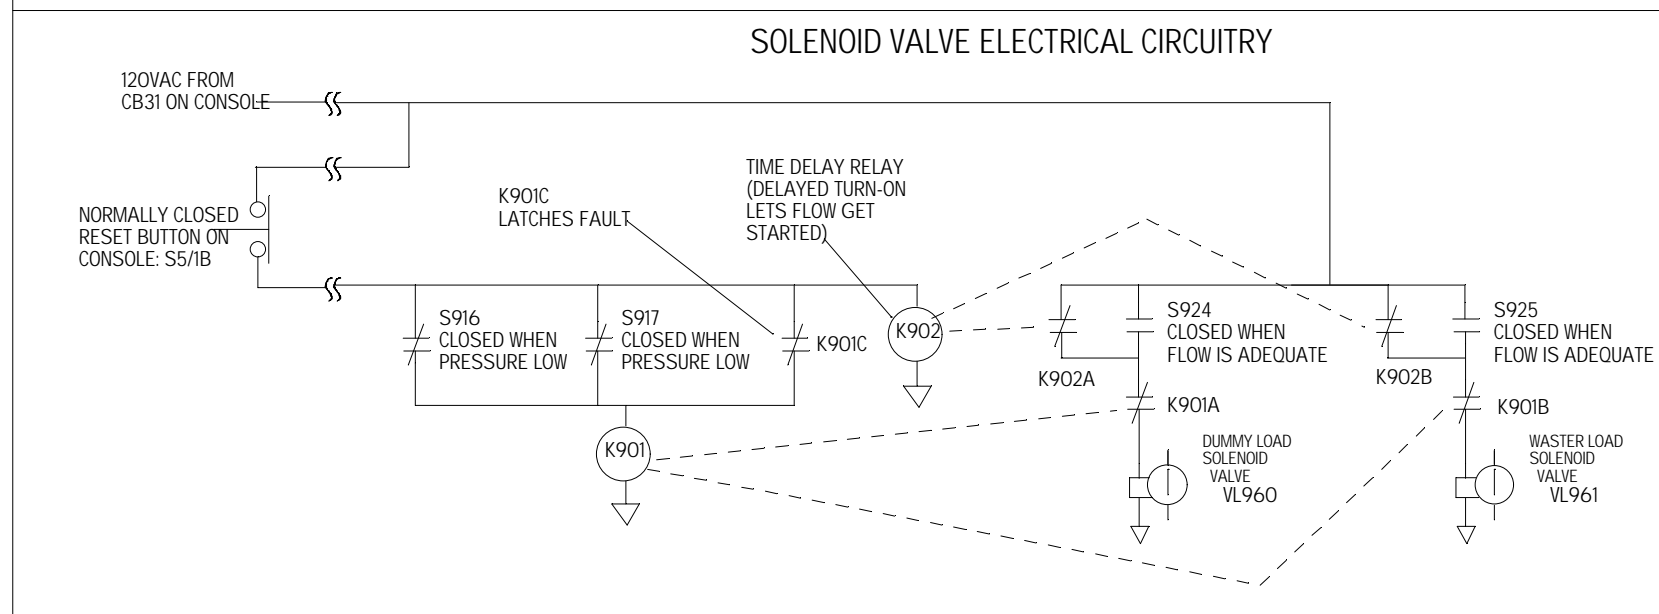 SOLENOID VALVE ELECTRICAL CIRCUITRY
120VAC FROM
CB31 ON CONSOLE
NORMALLY CLOSED
RESET BUTTON ON
CONSOLE: S5/1B
K901C
LATCHES FAULT
TIME DELAY RELAY
(DELAYED TURN-ON
LETS FLOW GET
STARTED)
S916
CLOSED WHEN
PRESSURE LOW
S917
CLOSED WHEN
PRESSURE LOW
K901C
K902
S924
CLOSED WHEN
FLOW IS ADEQUATE
S925
CLOSED WHEN
FLOW IS ADEQUATE
K902A
K902B
K901A
K901B
K901
DUMMY LOAD
SOLENOID
VALVE
VL960
WASTER LOAD
SOLENOID
VALVE
VL961